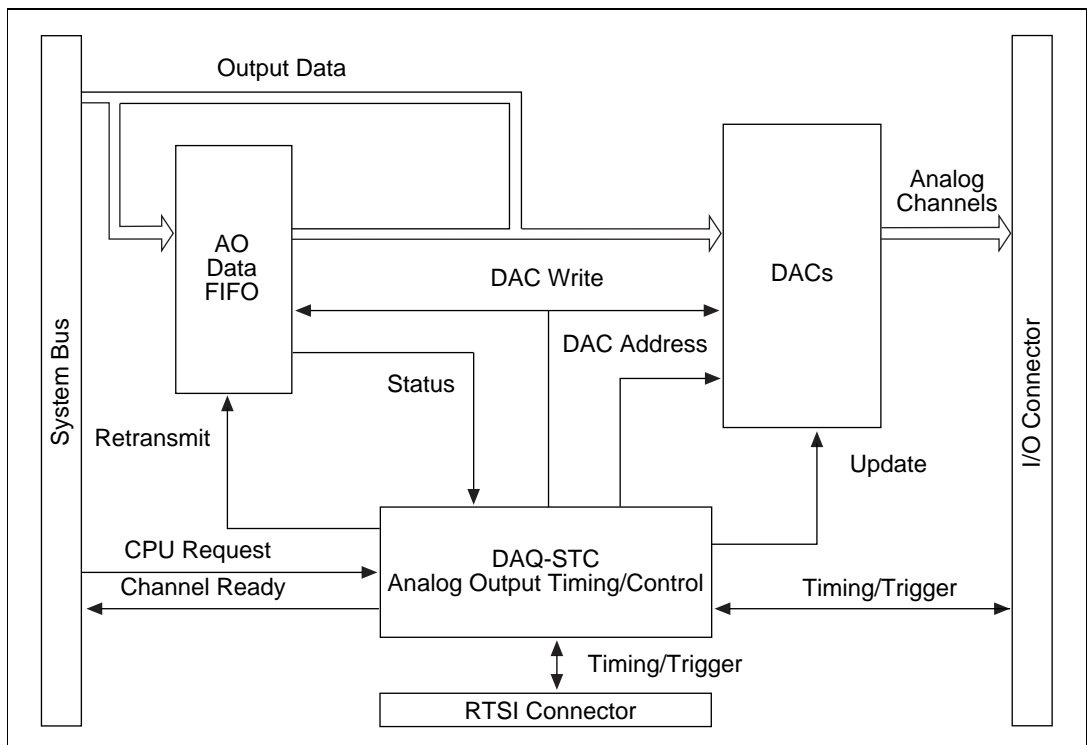 Output Data
System Bus
AO
Data
FIFO
DACs
Analog
Channels
I/O Connector
DAC Write
DAC Address
Status
Retransmit
Update
CPU Request
Channel Ready
DAQ-STC
Analog Output Timing/Control
Timing/Trigger
Timing/Trigger
RTSI Connector